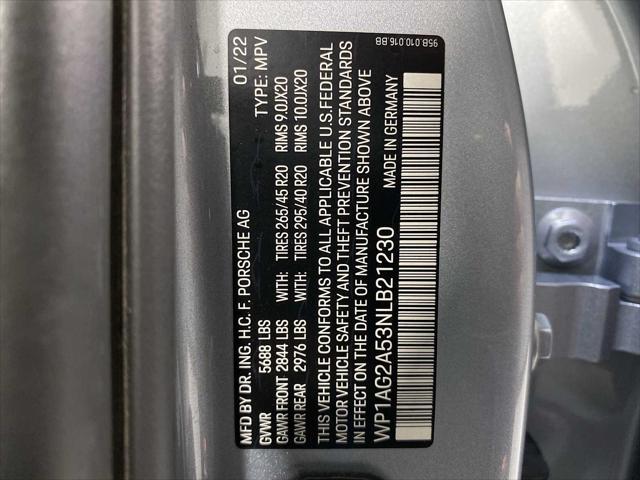 95B.010.016.BB
MFD BY DR. ING. H.C. F. PORSCHE AG 01/22
GVWR 5688 LBS TYPE: MPV
GAWR FRONT 2844 LBS WITH: TIRES 265/45 R20 RIMS 9.0JX20
GAWR REAR 2976 LBS WITH: TIRES 295/40 R20 RIMS 10.0JX20
THIS VEHICLE CONFORMS TO ALL APPLICABLE U.S.FEDERAL
MOTOR VEHICLE SAFETY AND THEFT PREVENTION STANDARDS
IN EFFECT ON THE DATE OF MANUFACTURE SHOWN ABOVE
WP1AG2A53NLB21230 MADE IN GERMANY